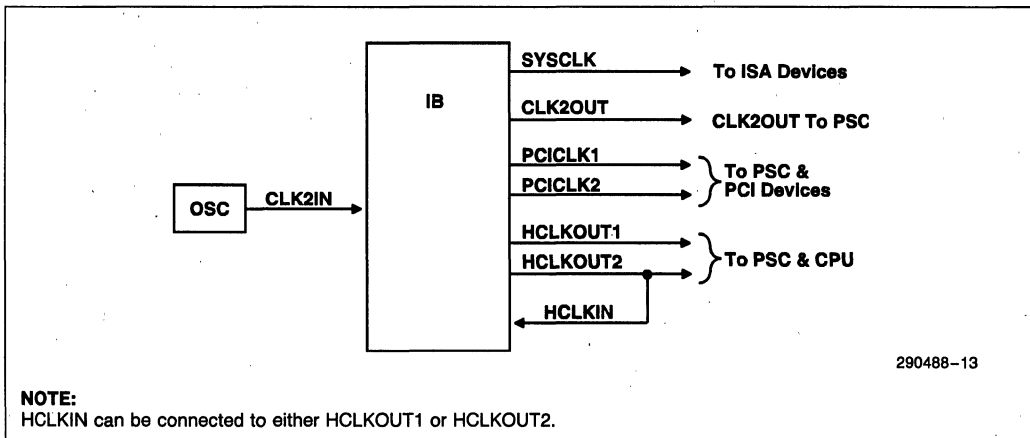 SYSCLK
To ISA Devices
IB
CLK2OUT
CLK2OUT To PSC
PCICLK1
To PSC &
PCI Devices
PCICLK2
OSC
CLK2IN
HCLKOUT1
To PSC & CPU
HCLKOUT2
HCLKIN
290488–13
NOTE:
HCLKIN can be connected to either HCLKOUT1 or HCLKOUT2.